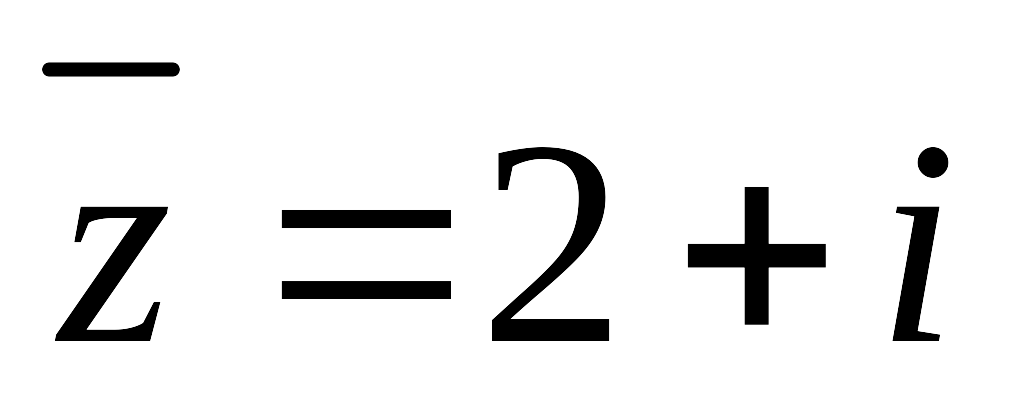 z̅ = 2 + i